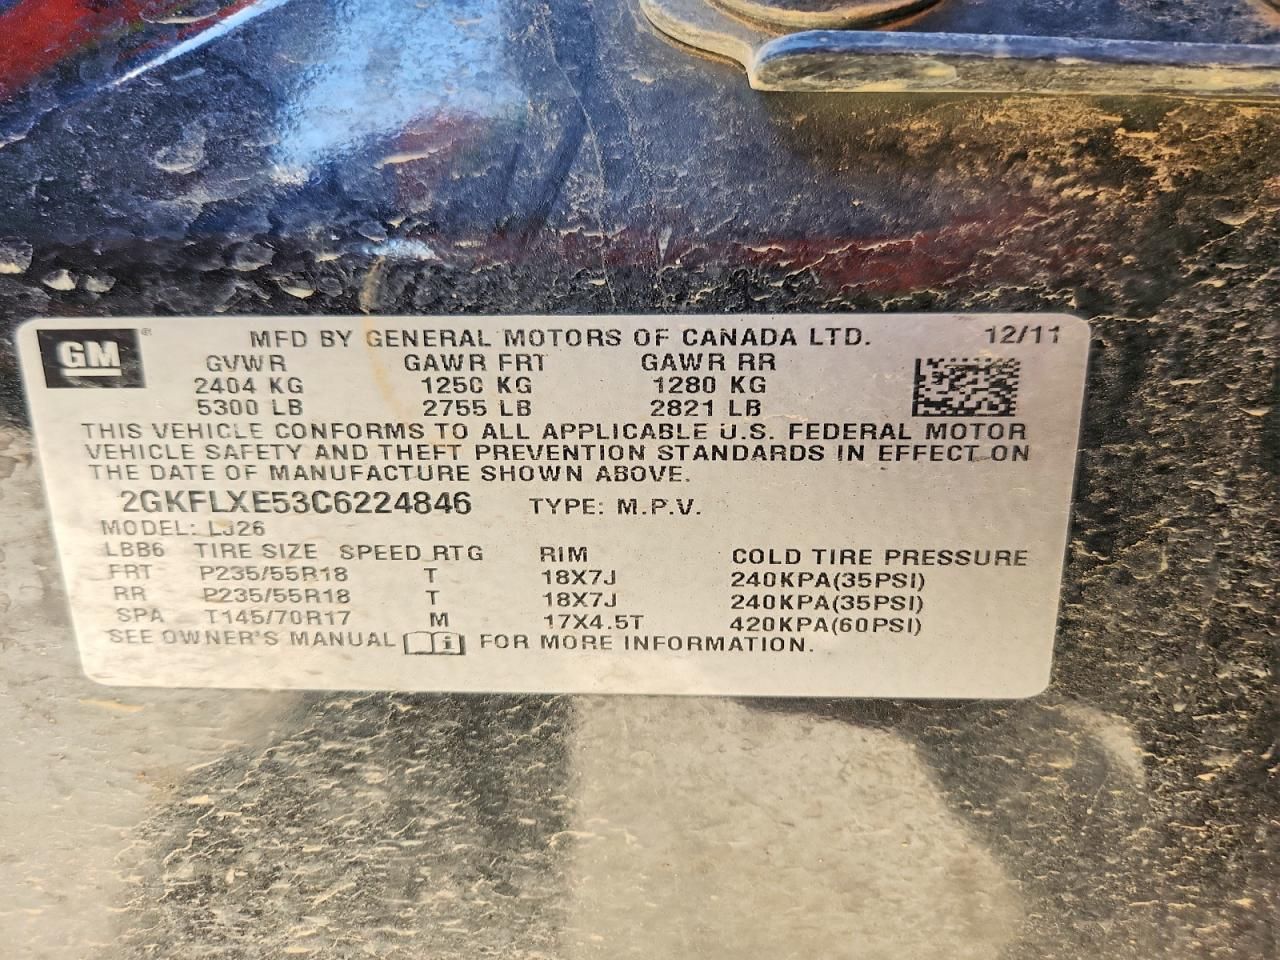 GM ® MFD BY GENERAL MOTORS OF CANADA LTD. 12/11
GVWR GAWR FRT GAWR RR
2404 KG 1250 KG 1280 KG
5300 LB 2755 LB 2821 LB
THIS VEHICLE CONFORMS TO ALL APPLICABLE U.S. FEDERAL MOTOR
VEHICLE SAFETY AND THEFT PREVENTION STANDARDS IN EFFECT ON
THE DATE OF MANUFACTURE SHOWN ABOVE.
2GKFLXE53C6224846 TYPE: M.P.V.
MODEL: LJ26
LBB6 TIRE SIZE SPEED RTG RIM COLD TIRE PRESSURE
FRT P235/55R18 T 18X7J 240KPA(35PSI)
RR P235/55R18 T 18X7J 240KPA(35PSI)
SPA T145/70R17 M 17X4.5T 420KPA(60PSI)
SEE OWNER'S MANUAL i FOR MORE INFORMATION.